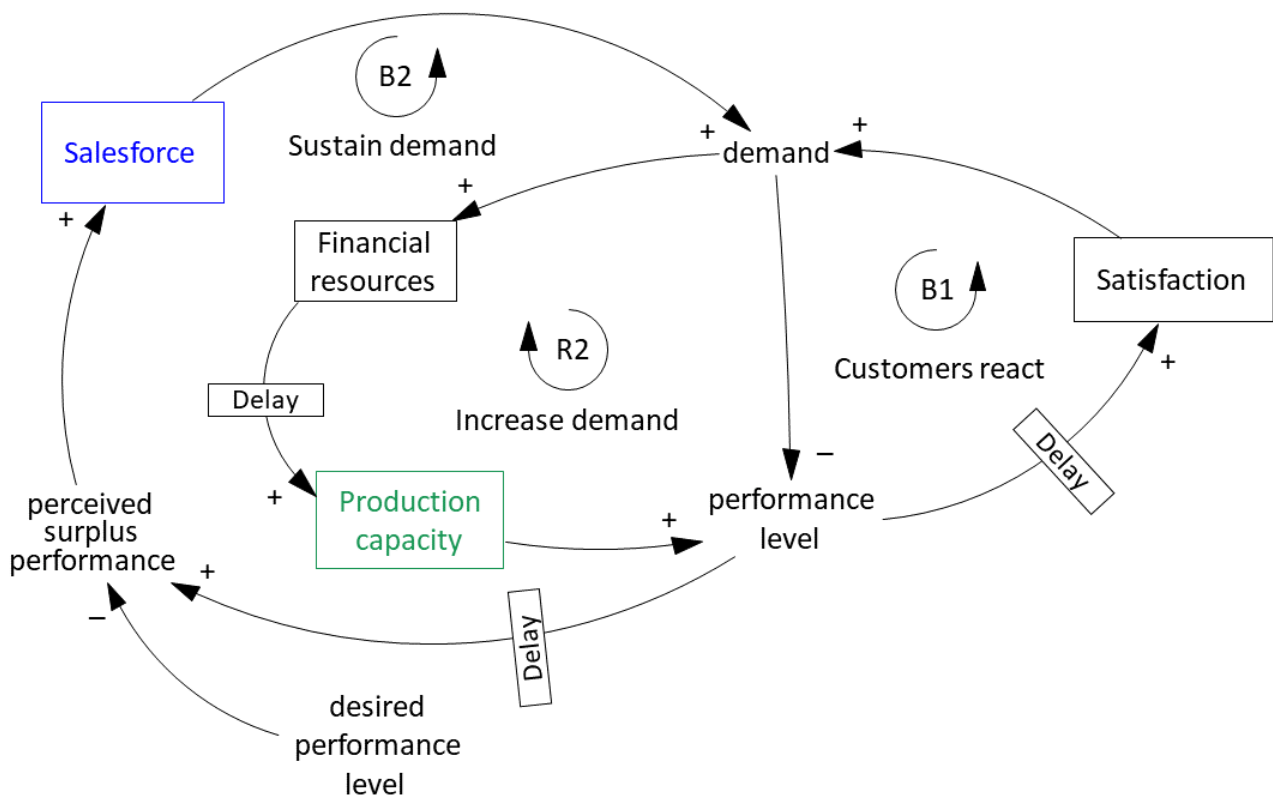 B2
Salesforce
Sustain demand
+
+
demand
+
+
Financial
resources
Satisfaction
B1
+
R2
Customers react
+
Delay
Increase demand
Delay
–
perceived
surplus
performance
+
Production
capacity
+
performance
level
+
–
Delay
desired
performance
level